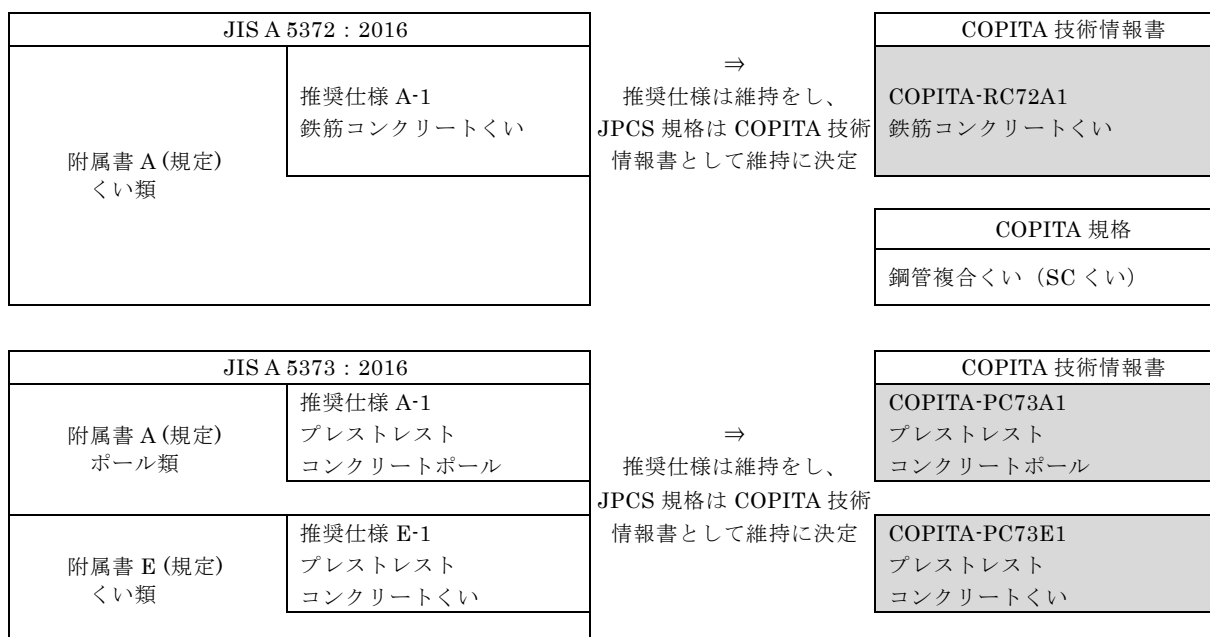 JIS A 5372：2016
附属書 A (規定)
くい類
推奨仕様 A-1
鉄筋コンクリートくい
⇒
推奨仕様は維持をし、
JPCS 規格は COPITA 技術
情報書として維持に決定
COPITA 技術情報書
COPITA-RC72A1
鉄筋コンクリートくい
COPITA 規格
鋼管複合くい（SC くい）
JIS A 5373：2016
附属書 A (規定)
ポール類
推奨仕様 A-1
プレストレスト
コンクリートポール
附属書 E (規定)
くい類
推奨仕様 E-1
プレストレスト
コンクリートくい
⇒
推奨仕様は維持をし、
JPCS 規格は COPITA 技術
情報書として維持に決定
COPITA 技術情報書
COPITA-PC73A1
プレストレスト
コンクリートポール
COPITA-PC73E1
プレストレスト
コンクリートくい